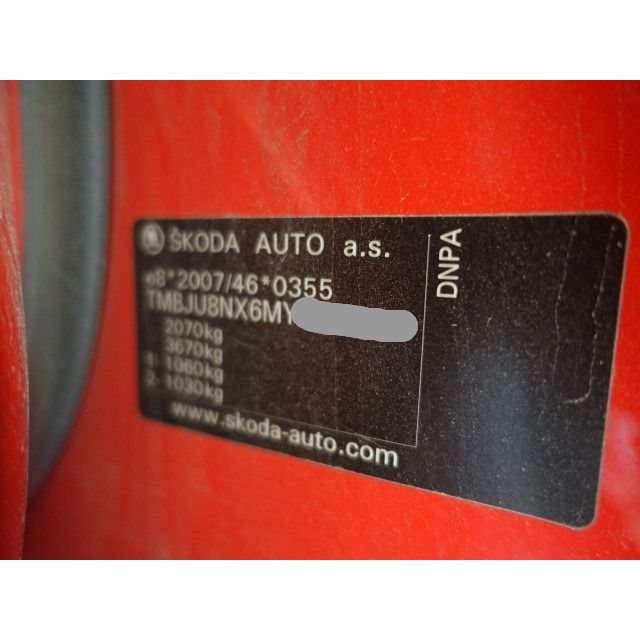 ŠKODA AUTO a.s.
DNPA
e8*2007/46*0355
TMBJU8NX6MY
2070kg
3670kg
1- 1060kg
2- 1030kg
www.skoda-auto.com